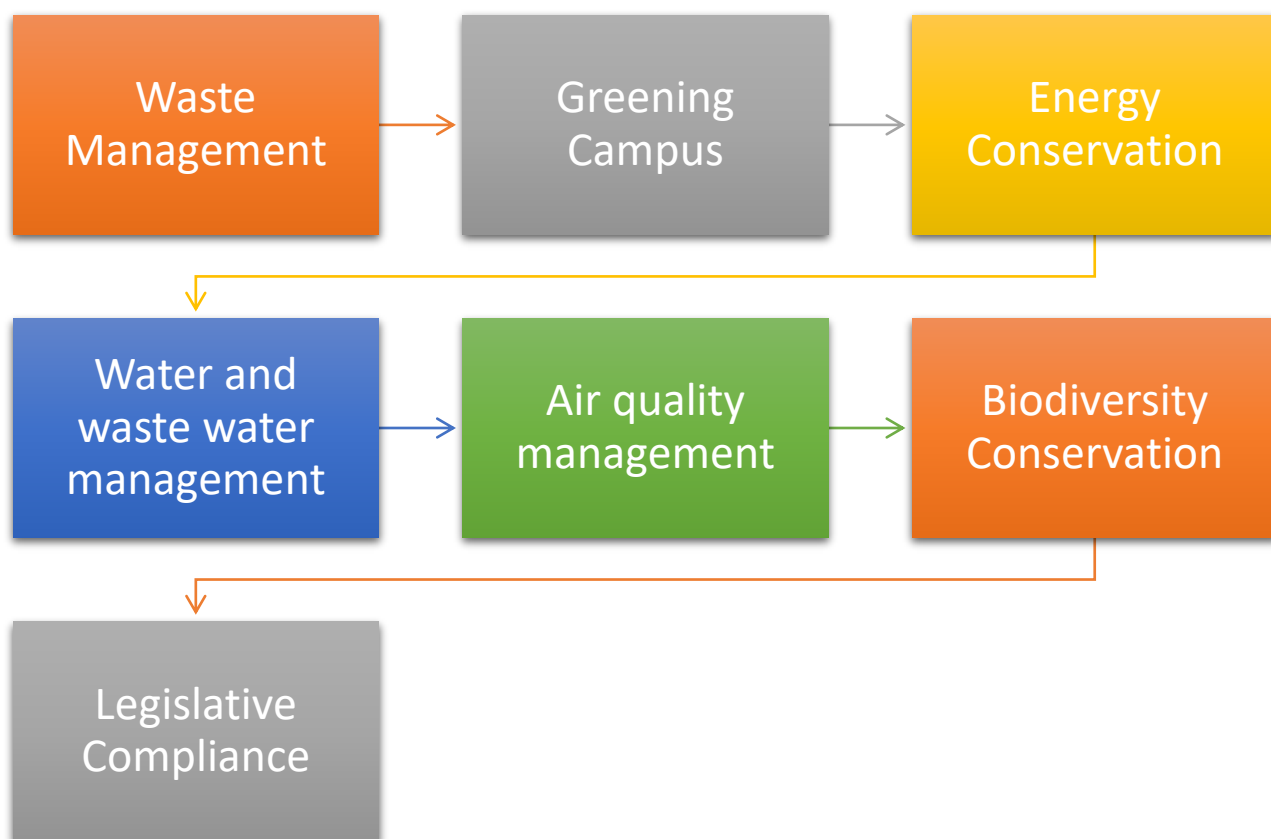 Waste
Management
Greening
Campus
Energy
Conservation
Water and
waste water
management
Air quality
management
Biodiversity
Conservation
Legislative
Compliance